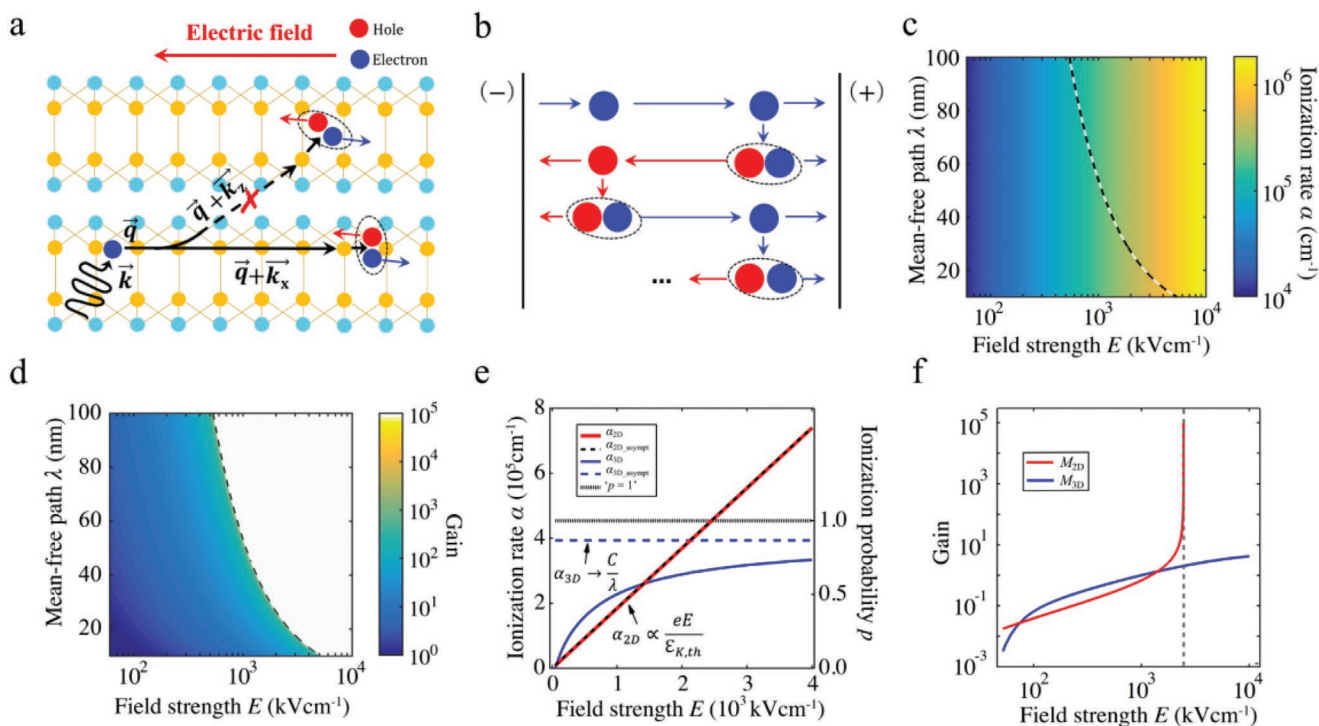 a
Electric field
Hole
Electron
q⃗+k⃗z
q⃗
k⃗
q⃗+k⃗x
b
(−)
(+)
...
c
Mean-free path λ (nm)
100
80
60
40
20
10²
10³
10⁴
Field strength E (kVcm⁻¹)
10⁶
10⁵
10⁴
Ionization rate α (cm⁻¹)
d
Mean-free path λ (nm)
100
80
60
40
20
10²
10³
10⁴
Field strength E (kVcm⁻¹)
10⁵
10⁴
10³
10²
10¹
10⁰
Gain
e
Ionization rate α (10⁵cm⁻¹)
8
6
4
2
0
α2D
α2D_asympt
α3D
α3D_asympt
'p = 1'
α3D → C/λ
α2D ∝ eE/ℰK,th
1.0
0.5
0.0
Ionization probability p
0
1
2
3
4
Field strength E (10³ kVcm⁻¹)
f
Gain
10⁵
10³
10¹
10⁻¹
10⁻³
M2D
M3D
10²
10³
10⁴
Field strength E (kVcm⁻¹)